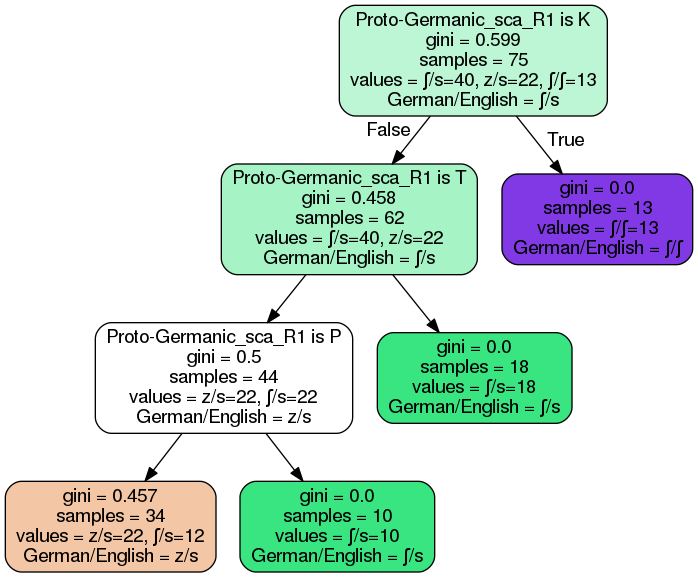 Proto-Germanic_sca_R1 is K
gini = 0.599
samples = 75
values = ʃ/s=40, z/s=22, ʃ/ʃ=13
German/English = ʃ/s
False
True
Proto-Germanic_sca_R1 is T
gini = 0.458
samples = 62
values = ʃ/s=40, z/s=22
German/English = ʃ/s
gini = 0.0
samples = 13
values = ʃ/ʃ=13
German/English = ʃ/ʃ
Proto-Germanic_sca_R1 is P
gini = 0.5
samples = 44
values = z/s=22, ʃ/s=22
German/English = z/s
gini = 0.0
samples = 18
values = ʃ/s=18
German/English = ʃ/s
gini = 0.457
samples = 34
values = z/s=22, ʃ/s=12
German/English = z/s
gini = 0.0
samples = 10
values = ʃ/s=10
German/English = ʃ/s